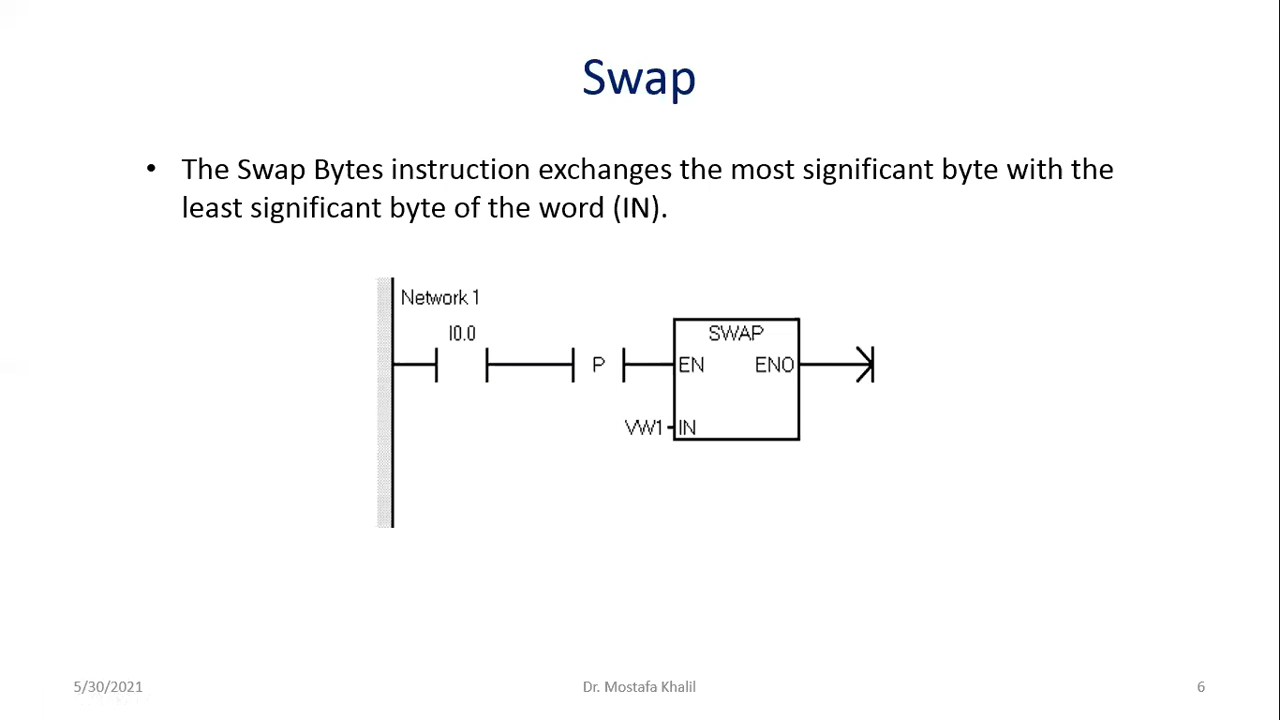 Swap
• The Swap Bytes instruction exchanges the most significant byte with the
least significant byte of the word (IN).
Network 1
I0.0
SWAP
P
EN
ENO
VW1
IN
5/30/2021
Dr. Mostafa Khalil
6